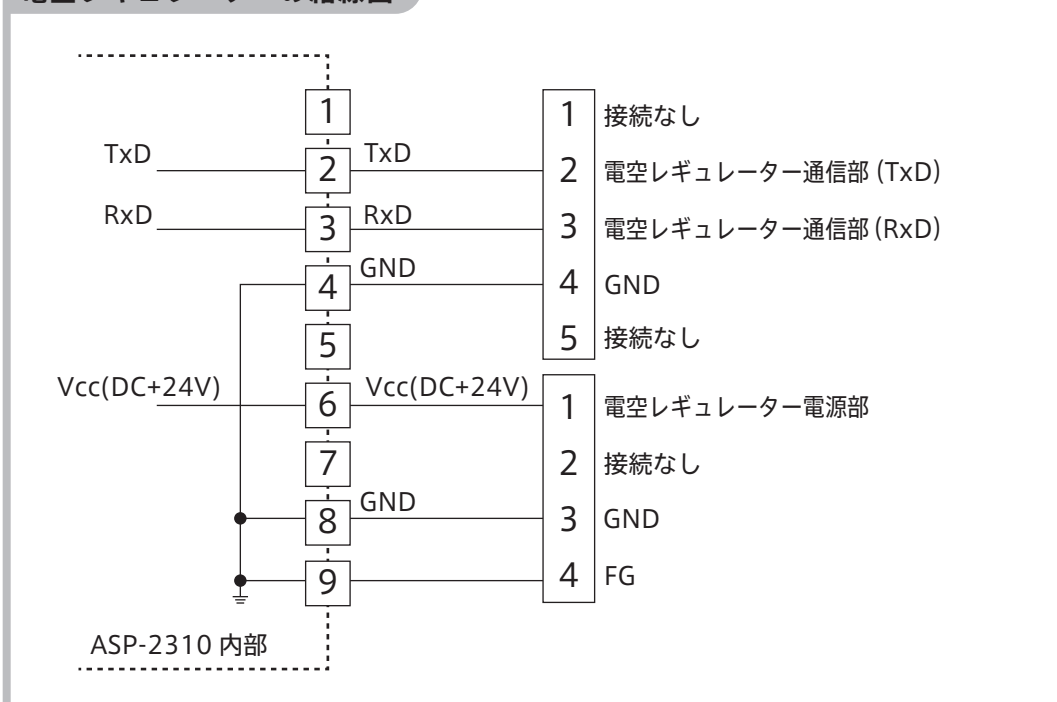 1
1 接続なし
TxD 2 TxD 2 電空レギュレーター通信部 (TxD)
RxD 3 RxD 3 電空レギュレーター通信部 (RxD)
4 GND 4 GND
5 5 接続なし
Vcc(DC+24V) 6 Vcc(DC+24V) 1 電空レギュレーター電源部
7 2 接続なし
8 GND 3 GND
9 4 FG
ASP-2310 内部